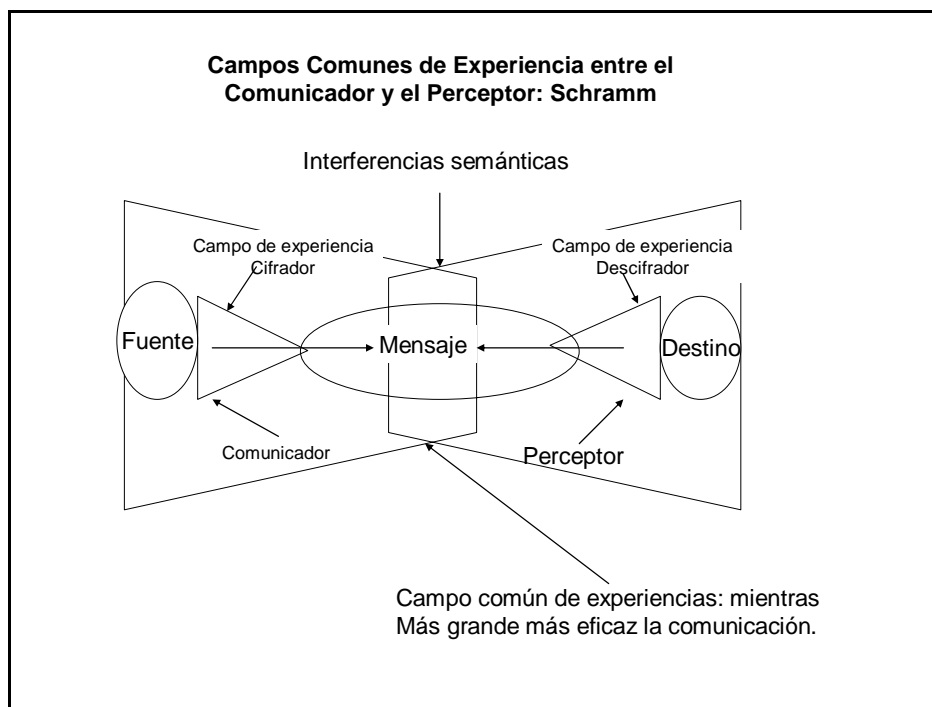 Campos Comunes de Experiencia entre el
Comunicador y el Perceptor: Schramm
Interferencias semánticas
Campo de experiencia
Cifrador
Campo de experiencia
Descifrador
Fuente
Mensaje
Destino
Comunicador
Perceptor
Campo común de experiencias: mientras
Más grande más eficaz la comunicación.